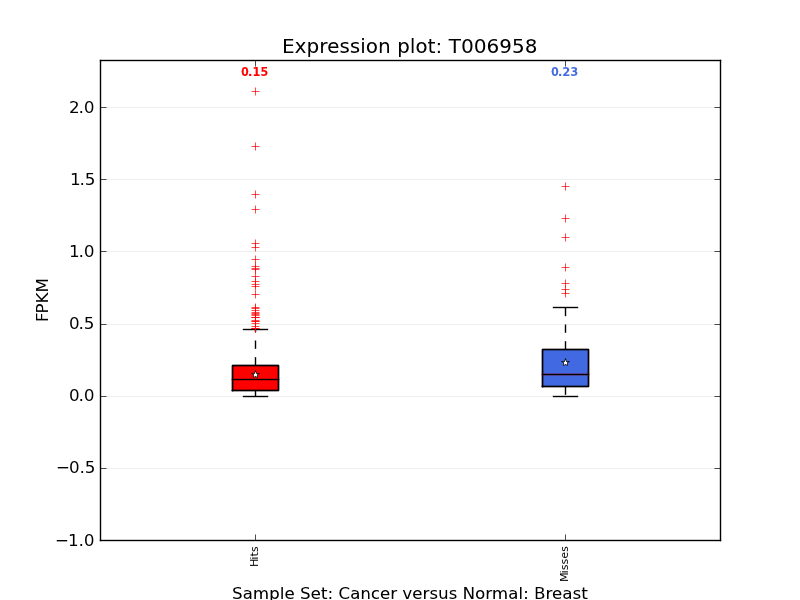 Expression plot: T006958
0.15
0.23
2.0
1.5
1.0
0.5
0.0
−0.5
−1.0
FPKM
Hits
Misses
Sample Set: Cancer versus Normal: Breast